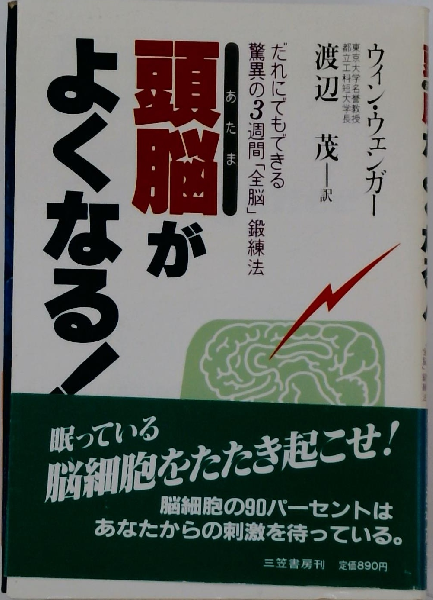 ウィン・ウェンガー
東京大学名誉教授
都立工科短大学長
渡辺 茂──訳
だれにでもできる
驚異の3週間「全脳」鍛練法
あたま
頭脳が
よくなる!
眠っている
脳細胞をたたき起こせ!
脳細胞の90パーセントは
あなたからの刺激を待っている。
三笠書房刊 定価890円